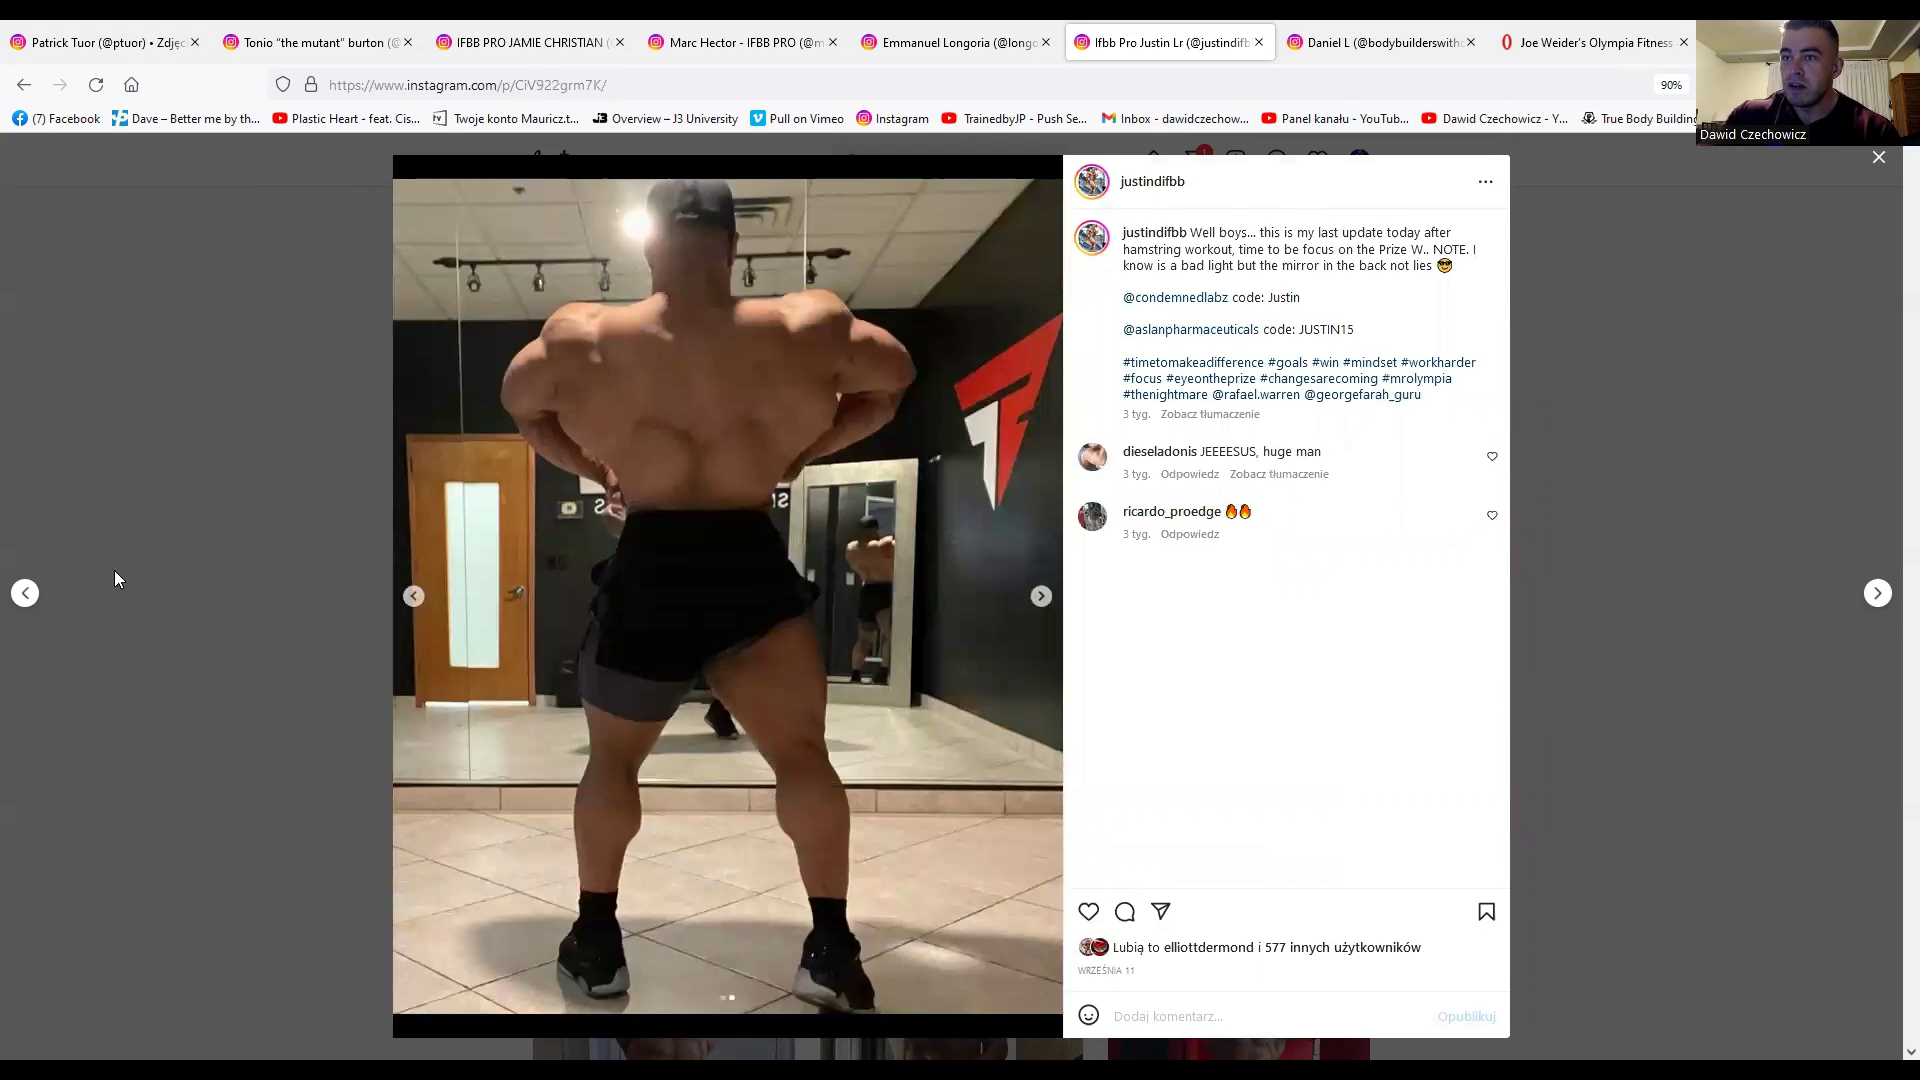 Patrick Tuor (@ptuor) • Zdjęc
Tonio "the mutant" burton (@
IFBB PRO JAMIE CHRISTIAN (
Marc Hector - IFBB PRO (@m
Emmanuel Longoria (@longo
Ifbb Pro Justin Lr (@justindifb
Daniel L (@bodybuilderswith
Joe Weider's Olympia Fitness
https://www.instagram.com/p/CiV922grm7K/
90%
(7) Facebook
Dave – Better me by th...
Plastic Heart - feat. Cis...
Twoje konto Mauricz.t...
Overview – J3 University
Pull on Vimeo
Instagram
TrainedbyJP - Push Se...
Inbox - dawidczechow...
Panel kanału - YouTub...
Dawid Czechowicz - Y...
True Body Building
Dawid Czechowicz
justindifbb
justindifbb Well boys... this is my last update today after
hamstring workout, time to be focus on the Prize W.. NOTE. I
know is a bad light but the mirror in the back not lies 😎
@condemnedlabz code: Justin
@aslanpharmaceuticals code: JUSTIN15
#timetomakeadifference #goals #win #mindset #workharder
#focus #eyeontheprize #changesarecoming #mrolympia
#thenightmare @rafael.warren @georgefarah_guru
3 tyg. Zobacz tłumaczenie
dieseladonis JEEEESUS, huge man
3 tyg. Odpowiedz Zobacz tłumaczenie
ricardo_proedge 🔥🔥
3 tyg. Odpowiedz
Lubią to elliottdermond i 577 innych użytkowników
WRZEŚNIA 11
Dodaj komentarz...
Opublikuj